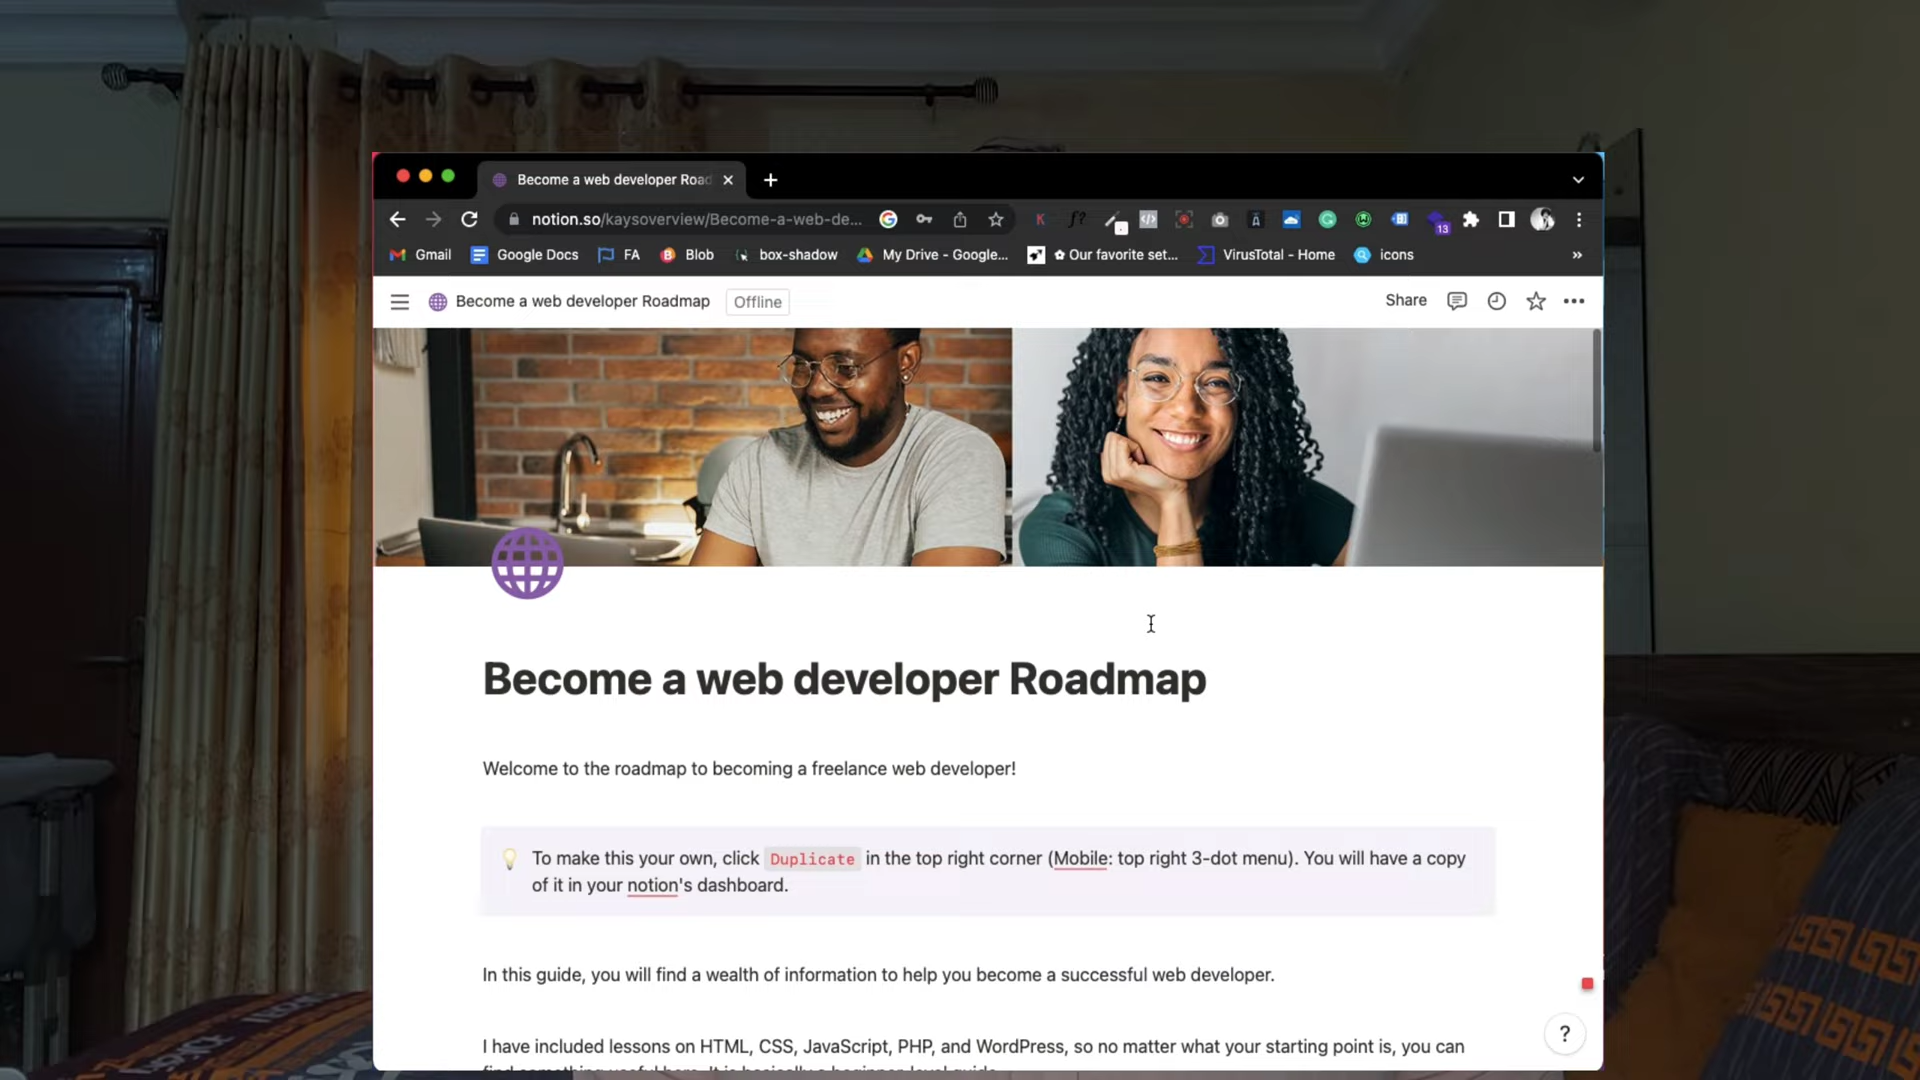 Become a web developer Road
notion.so/kaysoverview/Become-a-web-de...
13
Gmail
Google Docs
FA
Blob
box-shadow
My Drive - Google...
✿ Our favorite set...
VirusTotal - Home
icons
»
Become a web developer Roadmap
Offline
Share
Become a web developer Roadmap
Welcome to the roadmap to becoming a freelance web developer!
To make this your own, click Duplicate in the top right corner (Mobile: top right 3-dot menu). You will have a copy
of it in your notion's dashboard.
In this guide, you will find a wealth of information to help you become a successful web developer.
I have included lessons on HTML, CSS, JavaScript, PHP, and WordPress, so no matter what your starting point is, you can
?